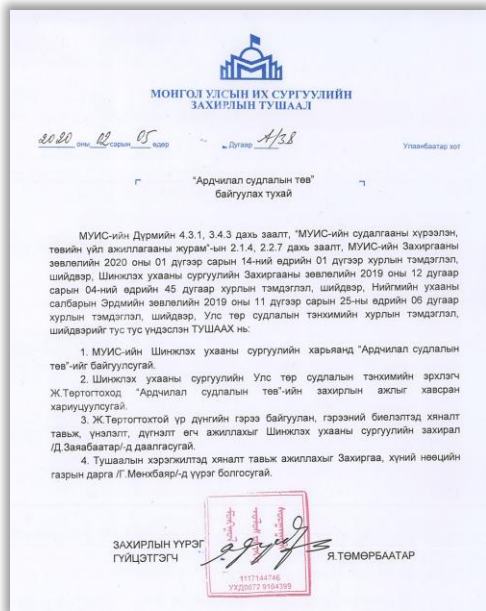 МОНГОЛ УЛСЫН ИХ СУРГУУЛИЙН
ЗАХИРЛЫН ТУШААЛ
2020 оны 02 сарын 05 өдөр Дугаар А/38 Улаанбаатар хот
"Ардчилал судлалын төв"
байгуулах тухай
МУИС-ийн Дүрмийн 4.3.1, 3.4.3 дахь заалт, "МУИС-ийн судалгааны хүрээлэн,
төвийн үйл ажиллагааны журам"-ын 2.1.4, 2.2.7 дахь заалт, МУИС-ийн Захиргааны
зөвлөлийн 2020 оны 01 дүгээр сарын 14-ний өдрийн 01 дүгээр хурлын тэмдэглэл,
шийдвэр, Шинжлэх ухааны сургуулийн Захиргааны зөвлөлийн 2019 оны 12 дугаар
сарын 04-ний өдрийн 45 дугаар хурлын тэмдэглэл, шийдвэр, Нийгмийн ухааны
салбарын Эрдмийн зөвлөлийн 2019 оны 11 дүгээр сарын 25-ны өдрийн 06 дугаар
хурлын тэмдэглэл, шийдвэр, Улс төр судлалын тэнхимийн хурлын тэмдэглэл,
шийдвэрийг тус тус үндэслэн ТУШААХ нь:
1. МУИС-ийн Шинжлэх ухааны сургуулийн харьяанд "Ардчилал судлалын
төв"-ийг байгуулсугай.
2. Шинжлэх ухааны сургуулийн Улс төр судлалын тэнхимийн эрхлэгч
Ж.Төртогтоход "Ардчилал судлалын төв"-ийн захирлын ажлыг хавсран
хариуцуулсугай.
3. Ж.Төртогтохтой үр дүнгийн гэрээ байгуулан, гэрээний биелэлтэд хяналт
тавьж, үнэлэлт, дүгнэлт өгч ажиллахыг Шинжлэх ухааны сургуулийн захирал
/Д.Заяабаатар/-д даалгасугай.
4. Тушаалын хэрэгжилтэд хяналт тавьж ажиллахыг Захиргаа, хүний нөөцийн
газрын дарга /Г.Мөнхбаяр/-д үүрэг болгосугай.
ЗАХИРЛЫН ҮҮРЭГ
ГҮЙЦЭТГЭГЧ Я.ТӨМӨРБААТАР
1117144746